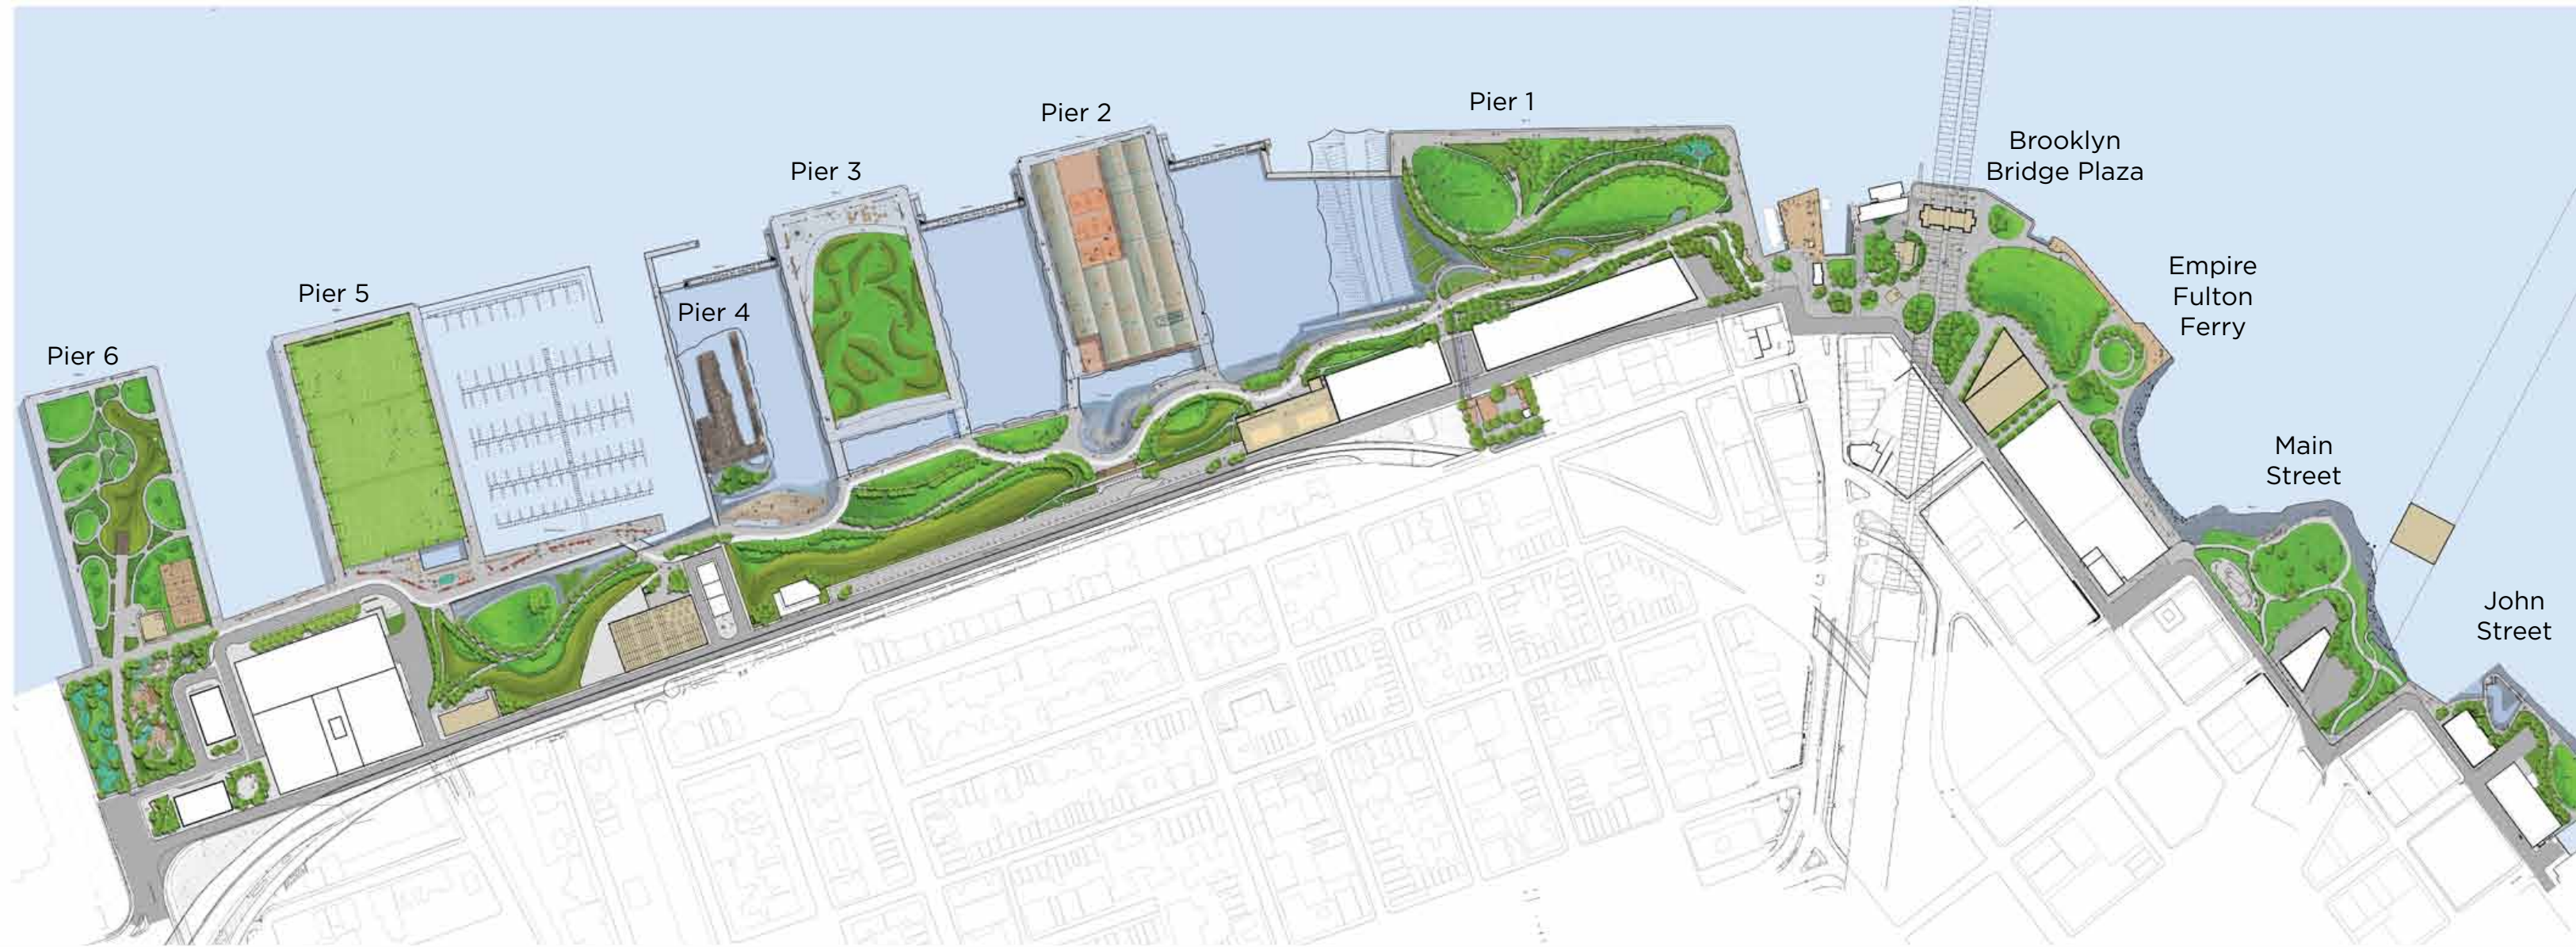 Pier 1
Pier 2
Brooklyn
Bridge Plaza
Pier 3
Empire
Fulton
Ferry
Pier 5
Pier 4
Pier 6
Main
Street
John
Street